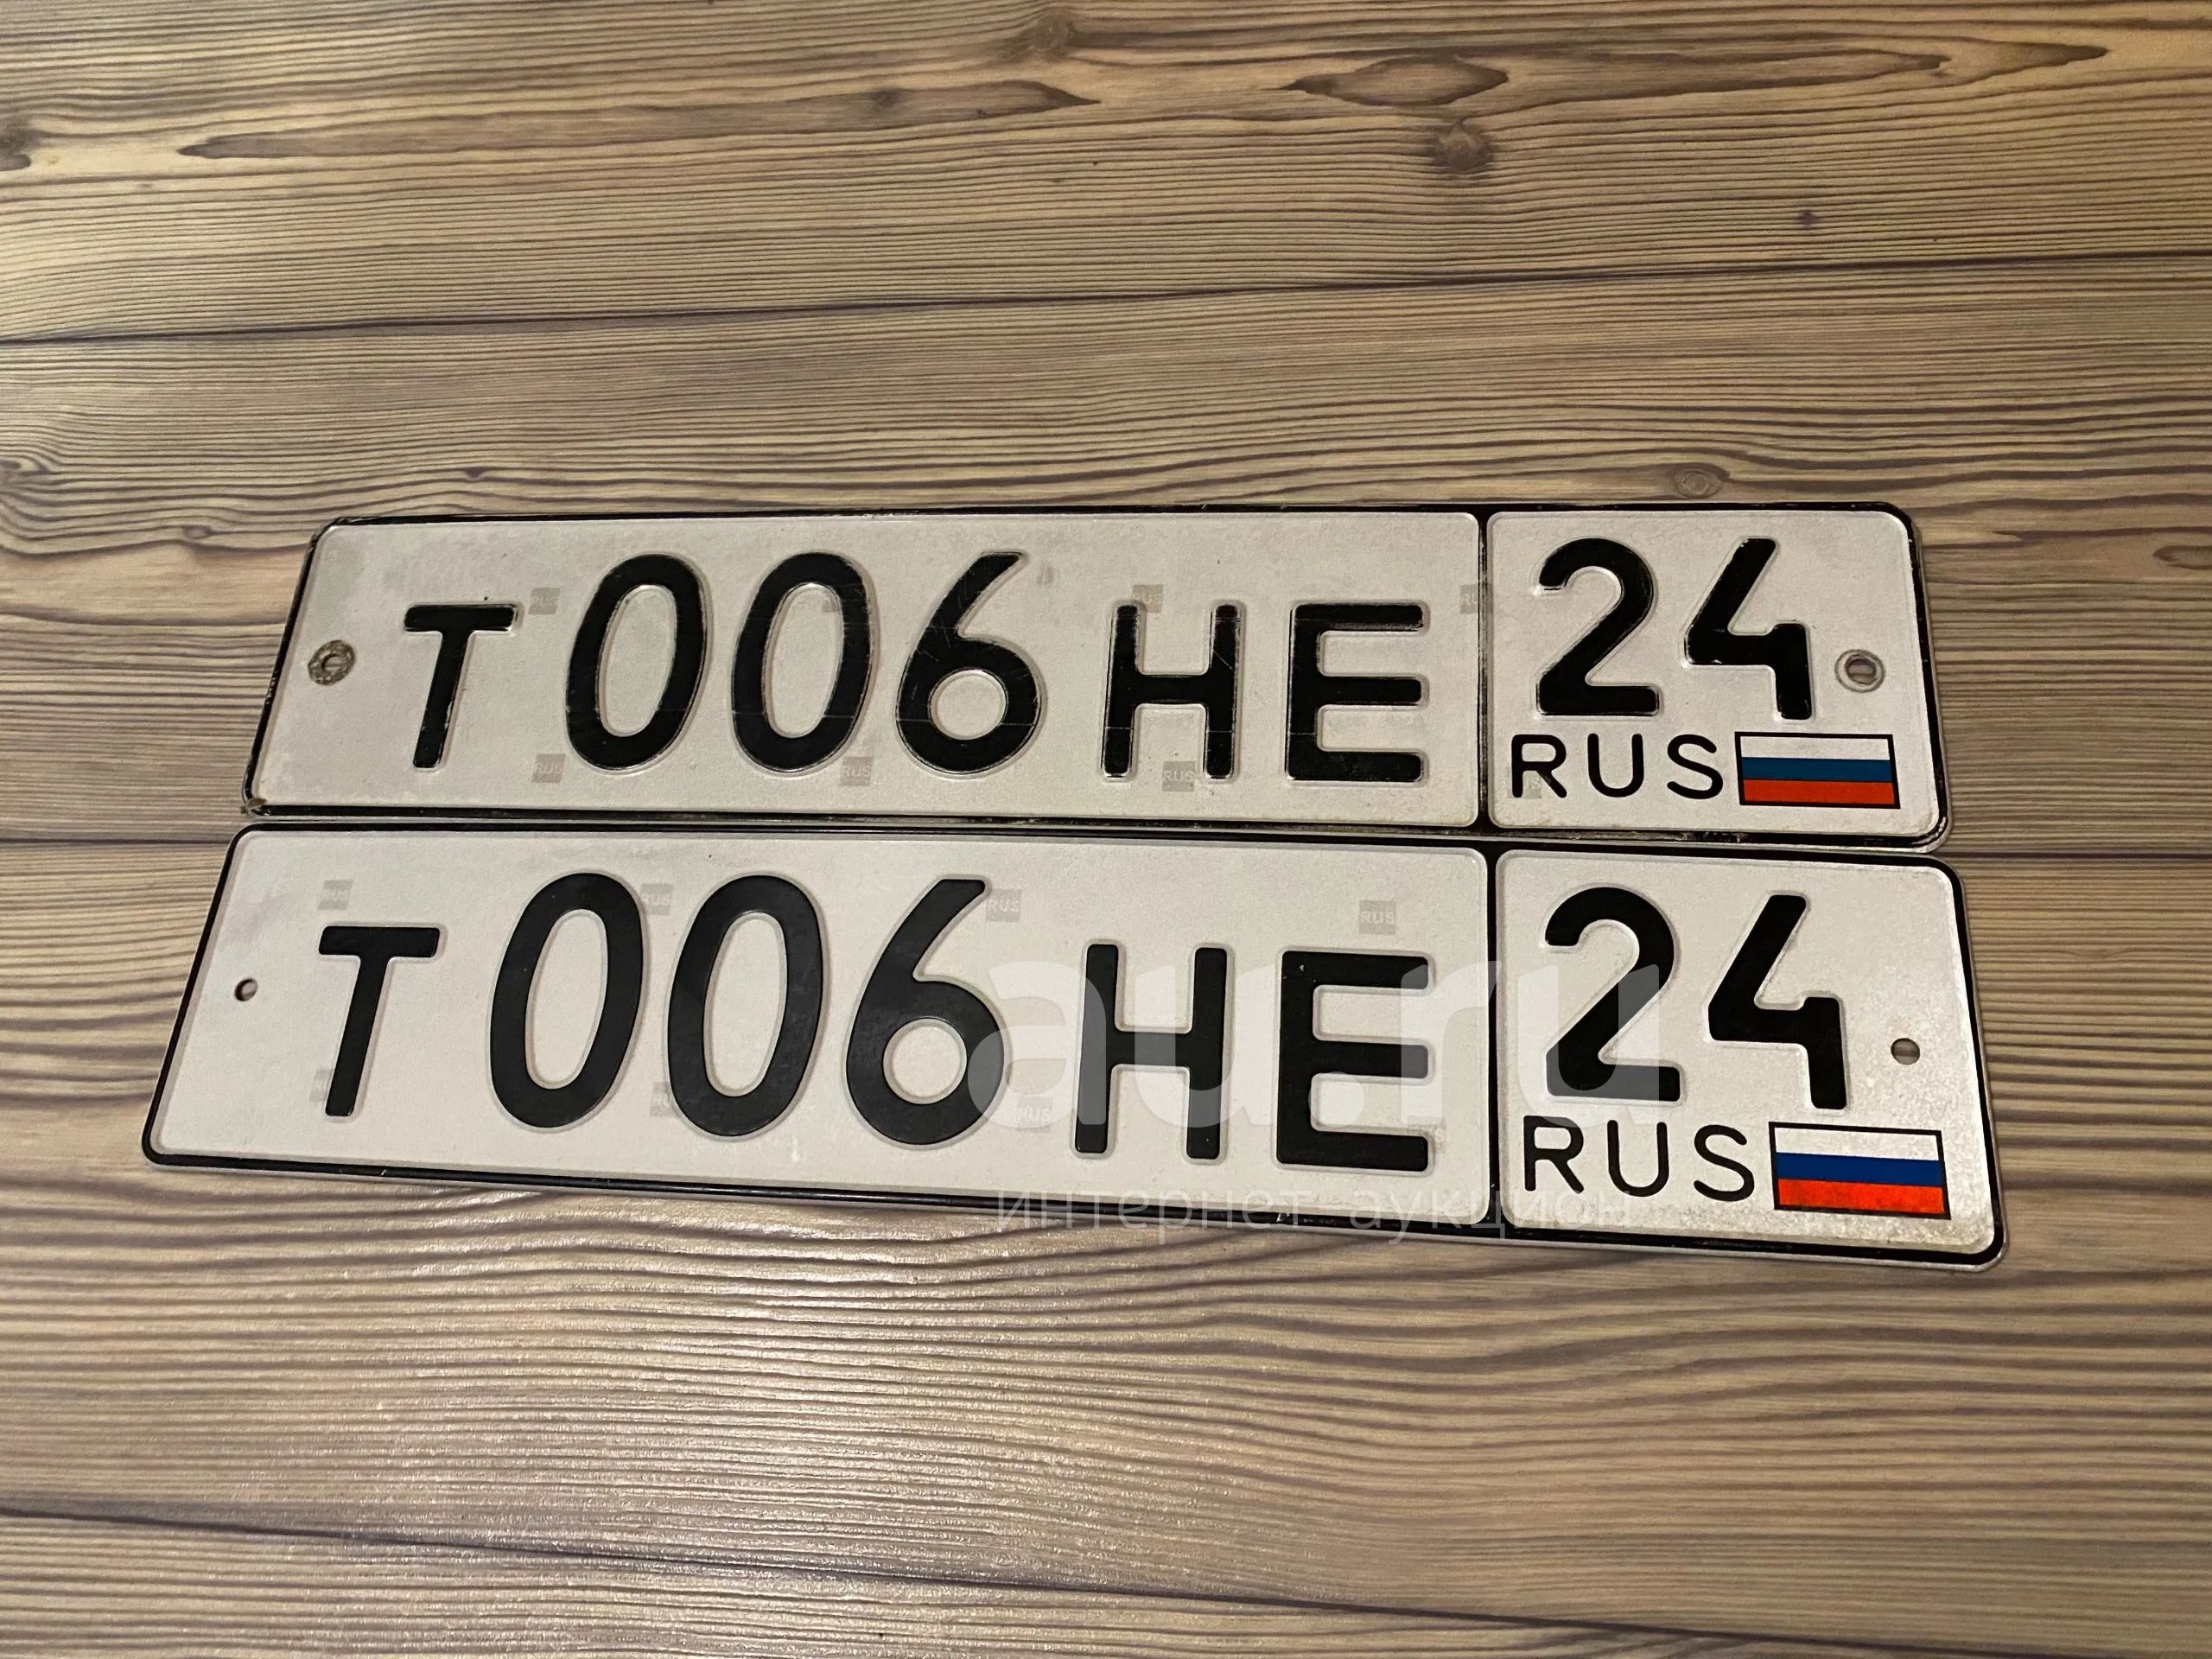 Т006НЕ 24
RUS
Т006НЕ 24
RUS
au.ru
интернет аукцион